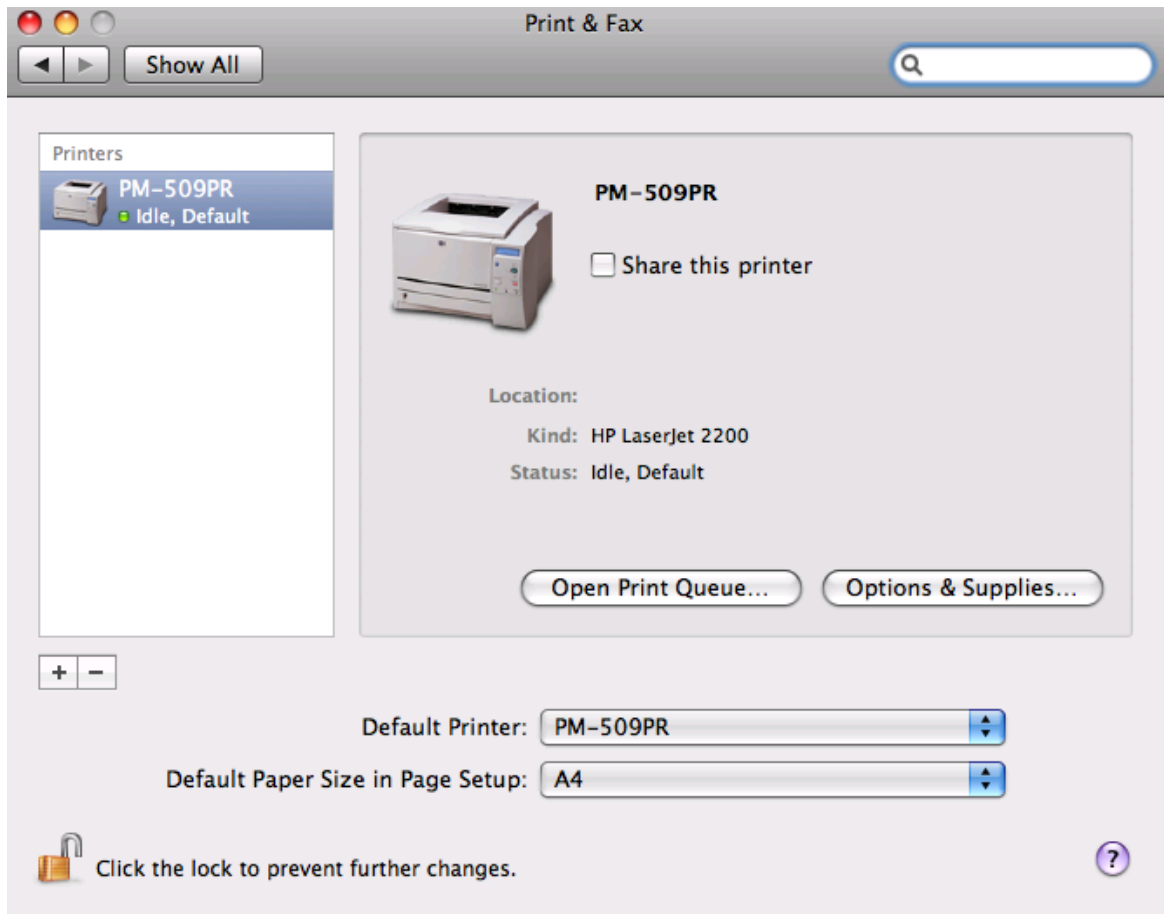 Print & Fax
Show All
Printers
PM-509PR
Idle, Default
PM-509PR
Share this printer
Location:
Kind: HP LaserJet 2200
Status: Idle, Default
Open Print Queue...
Options & Supplies...
+ −
Default Printer: PM-509PR
Default Paper Size in Page Setup: A4
Click the lock to prevent further changes.
?